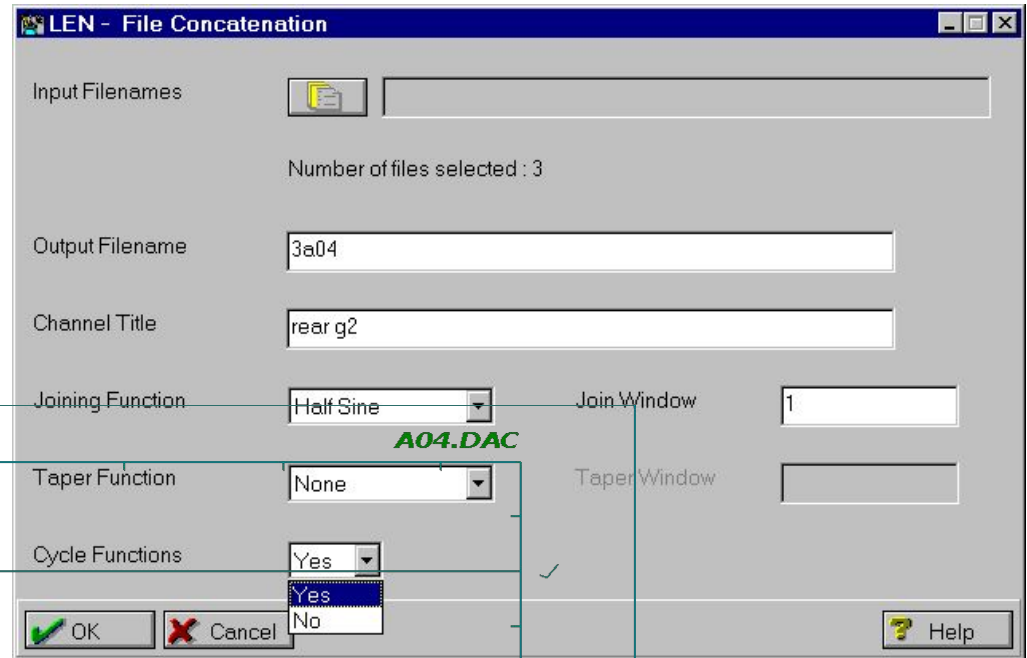 LEN - File Concatenation
Input Filenames
Number of files selected : 3
Output Filename 3a04
Channel Title rear g2
Joining Function Half Sine Join Window 1
A04.DAC
Taper Function None Taper Window
Cycle Functions Yes
Yes
No
OK Cancel Help